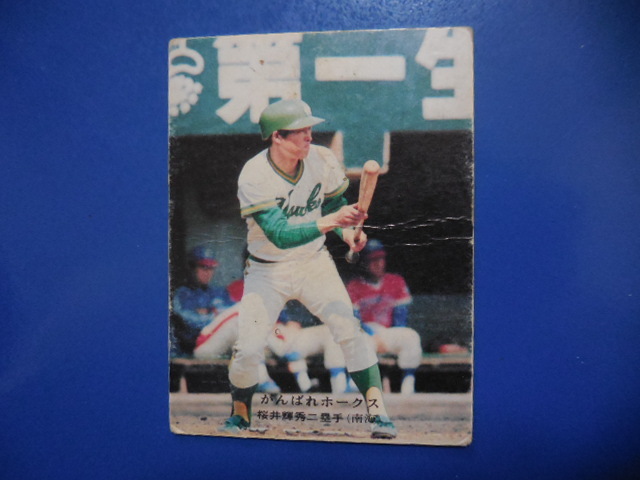 第一生
Hawks
がんばれホークス
桜井輝秀二塁手(南海)